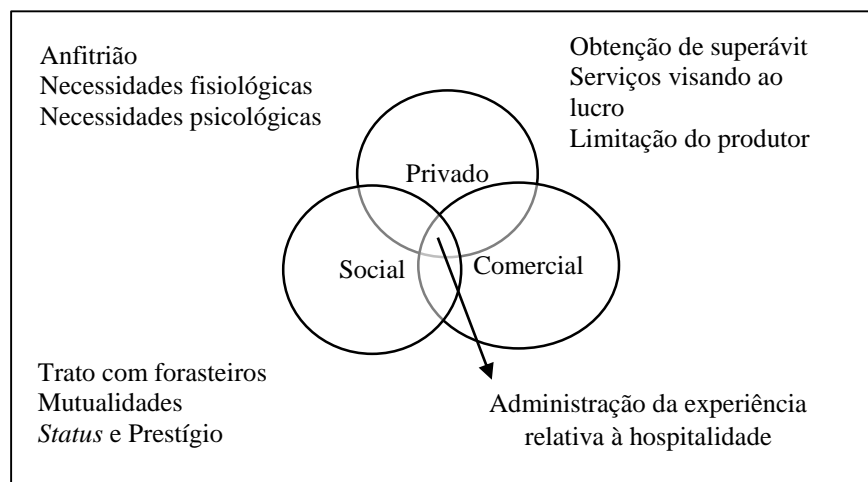 Anfitrião
Necessidades fisiológicas
Necessidades psicológicas
Obtenção de superávit
Serviços visando ao
lucro
Limitação do produtor
Privado
Social
Comercial
Trato com forasteiros
Mutualidades
Status e Prestígio
Administração da experiência
relativa à hospitalidade